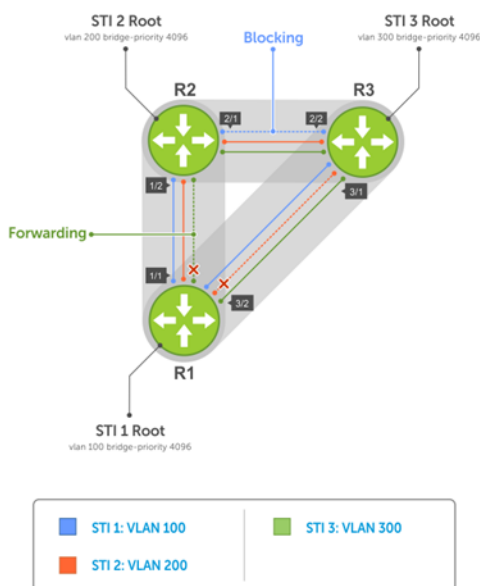 STI 2 Root
vlan 200 bridge-priority 4096
STI 3 Root
vlan 300 bridge-priority 4096
Blocking
R2
R3
2/1
2/2
1/2
3/1
Forwarding
1/1
3/2
R1
STI 1 Root
vlan 100 bridge-priority 4096
STI 1: VLAN 100
STI 3: VLAN 300
STI 2: VLAN 200